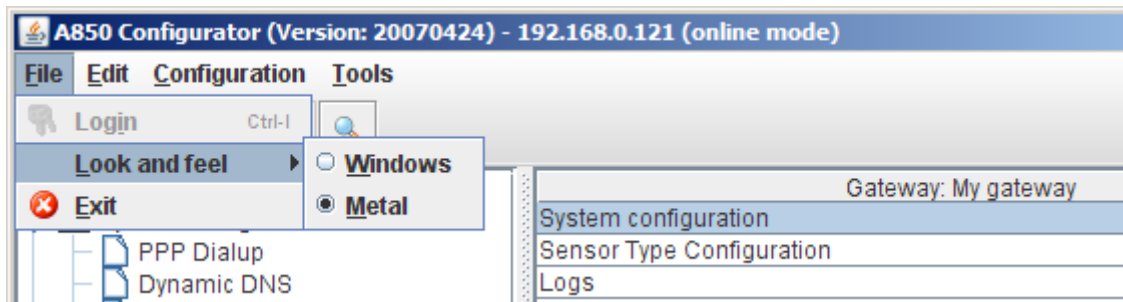 A850 Configurator (Version: 20070424) - 192.168.0.121 (online mode)
File Edit Configuration Tools
Login Ctrl-I
Look and feel
Exit
Windows
Metal
PPP Dialup
Dynamic DNS
Gateway: My gateway
System configuration
Sensor Type Configuration
Logs